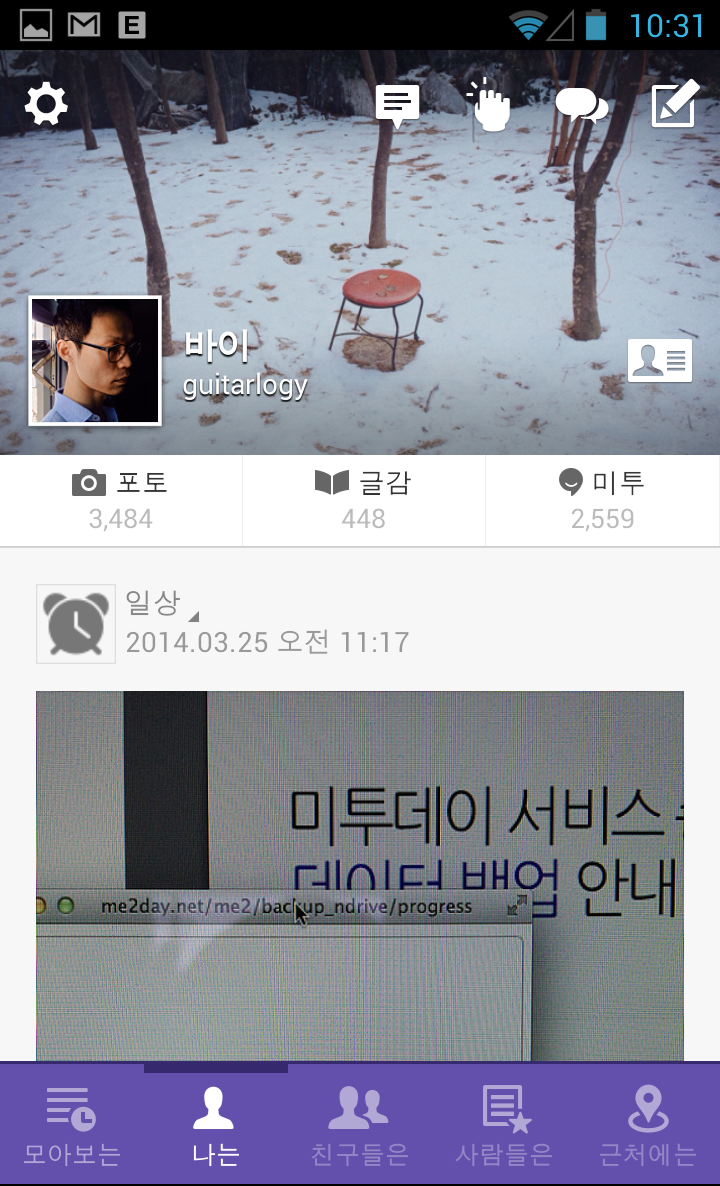 10:31
바이
guitarlogy
포토
3,484
글감
448
미투
2,559
일상
2014.03.25 오전 11:17
미투데이 서비스
데이터 백업 안내
me2day.net/me2/backup_ndrive/progress
모아보는
나는
친구들은
사람들은
근처에는